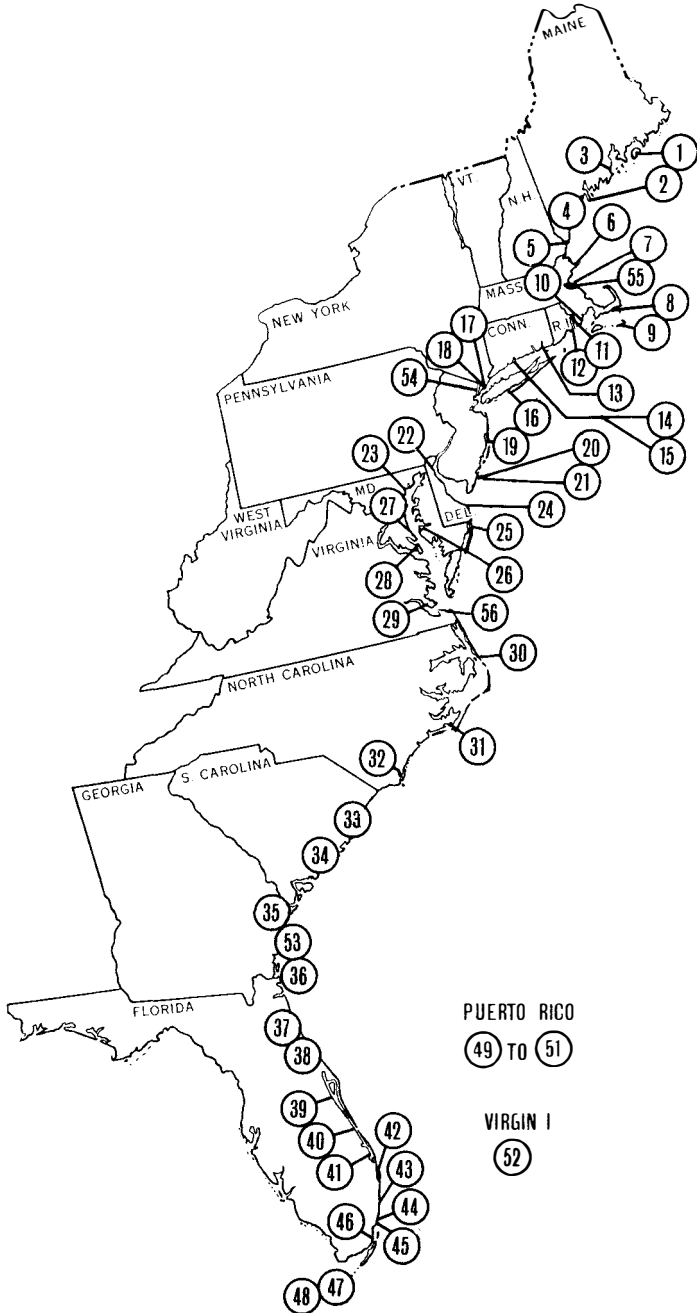 MAINE
3
1
VT.
2
N.H.
4
6
5
7
10
55
MASS.
8
NEW YORK
17
CONN.
R.I.
9
18
11
12
54
PENNSYLVANIA
13
16
14
22
19
15
23
20
MD.
21
27
WEST
VIRGINIA
DEL.
24
25
VIRGINIA
28
26
29
56
30
NORTH CAROLINA
31
32
S. CAROLINA
GEORGIA
33
34
35
53
36
FLORIDA
PUERTO RICO
37
49 TO 51
38
39
VIRGIN I
40
42
52
41
43
44
46
45
47
48